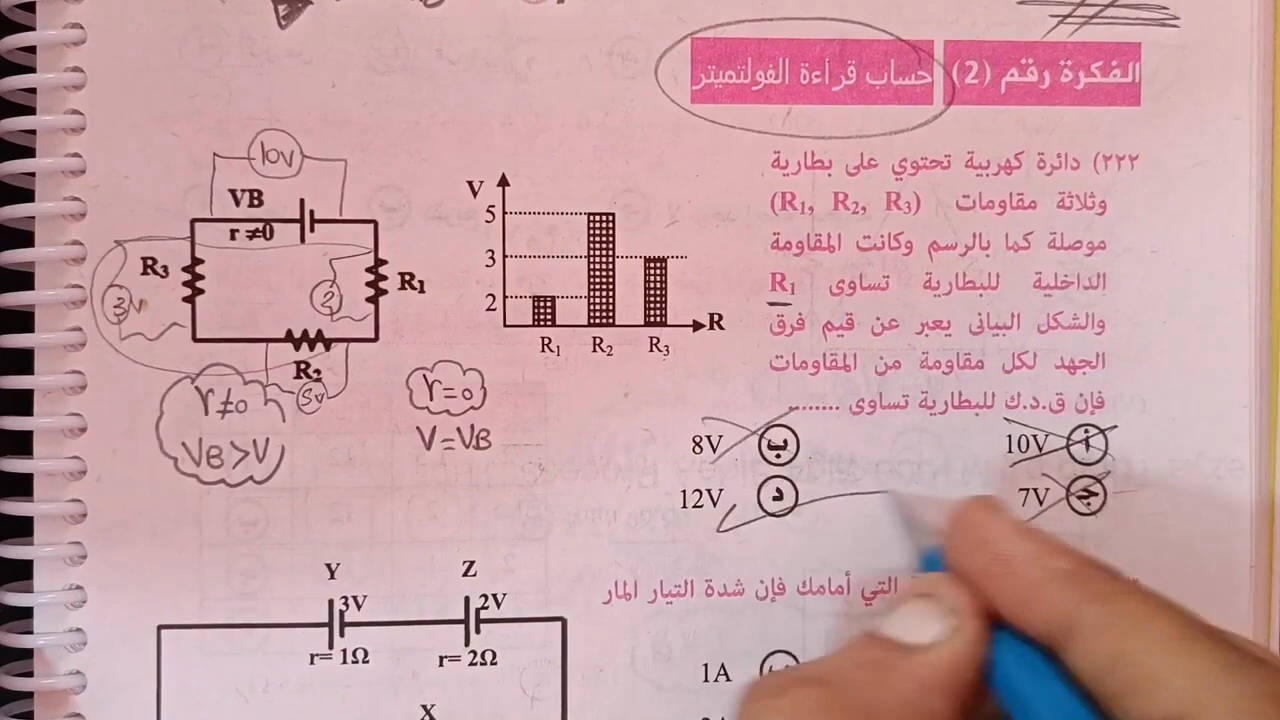 الفكرة رقم (2) حساب قراءة الفولتميتر
٢٢٢) دائرة كهربية تحتوي على بطارية
وثلاثة مقاومات (R1, R2, R3)
موصلة كما بالرسم وكانت المقاومة
الداخلية للبطارية تساوى R1
والشكل البيانى يعبر عن قيم فرق
الجهد لكل مقاومة من المقاومات
فإن ق.د.ك للبطارية تساوى ........
أ 10V
ب 8V
ج 7V
د 12V
10V
VB
r ≠0
R3
R1
3V
2
R2
5V
r≠0
VB>V
r=0
V=VB
V
5
3
2
R1 R2 R3
R
التي أمامك فإن شدة التيار المار
1A
Y Z
3V 2V
r= 1Ω r= 2Ω
X